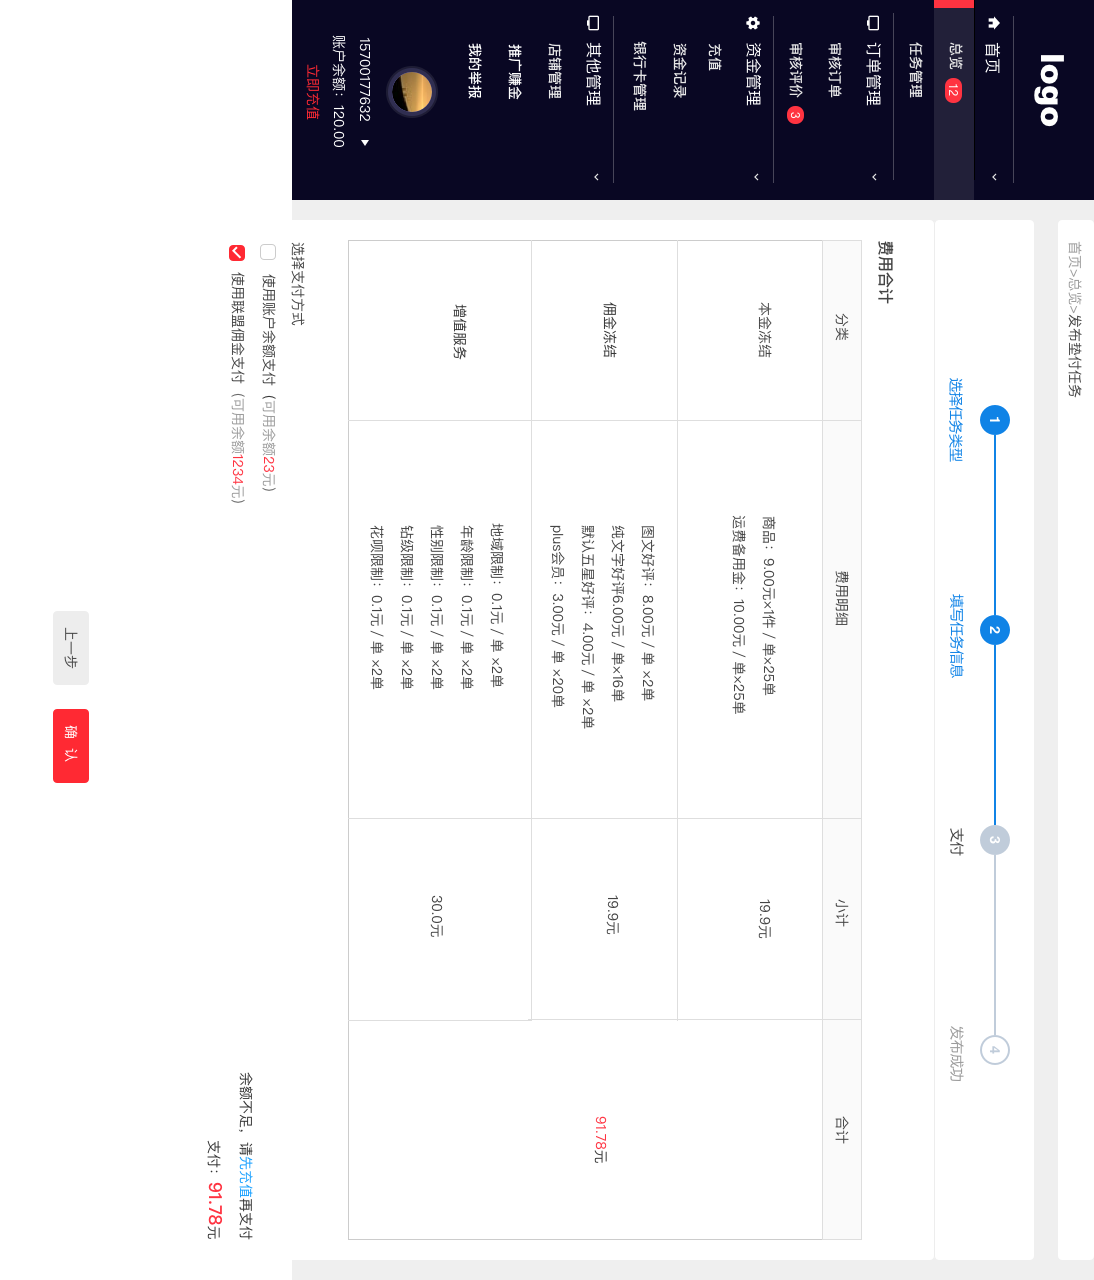 logo
首页
总览 12
任务管理
订单管理
审核订单
审核评价 3
资金管理
充值
资金记录
银行卡管理
其他管理
店铺管理
推广赚金
我的举报
15700177632
账户余额：120.00
立即充值
首页>总览>发布垫付任务
1 2 3 4
选择任务类型 填写任务信息 支付 发布成功
费用合计
分类 费用明细 小计 合计
本金冻结
商品：9.00元×1件 / 单×25单
运费备用金：10.00元 / 单×25单
19.9元
佣金冻结
图文好评：8.00元 / 单 ×2单
纯文字好评6.00元 / 单×16单
默认五星好评：4.00元 / 单 ×2单
plus会员：3.00元 / 单 ×20单
19.9元
增值服务
地域限制：0.1元 / 单 ×2单
年龄限制：0.1元 / 单 ×2单
性别限制：0.1元 / 单 ×2单
钻级限制：0.1元 / 单 ×2单
花呗限制：0.1元 / 单 ×2单
30.0元
91.78元
选择支付方式
使用账户余额支付（可用余额23元）
使用联盟佣金支付（可用余额1234元）
余额不足，请先充值再支付
支付：91.78元
上一步 确 认